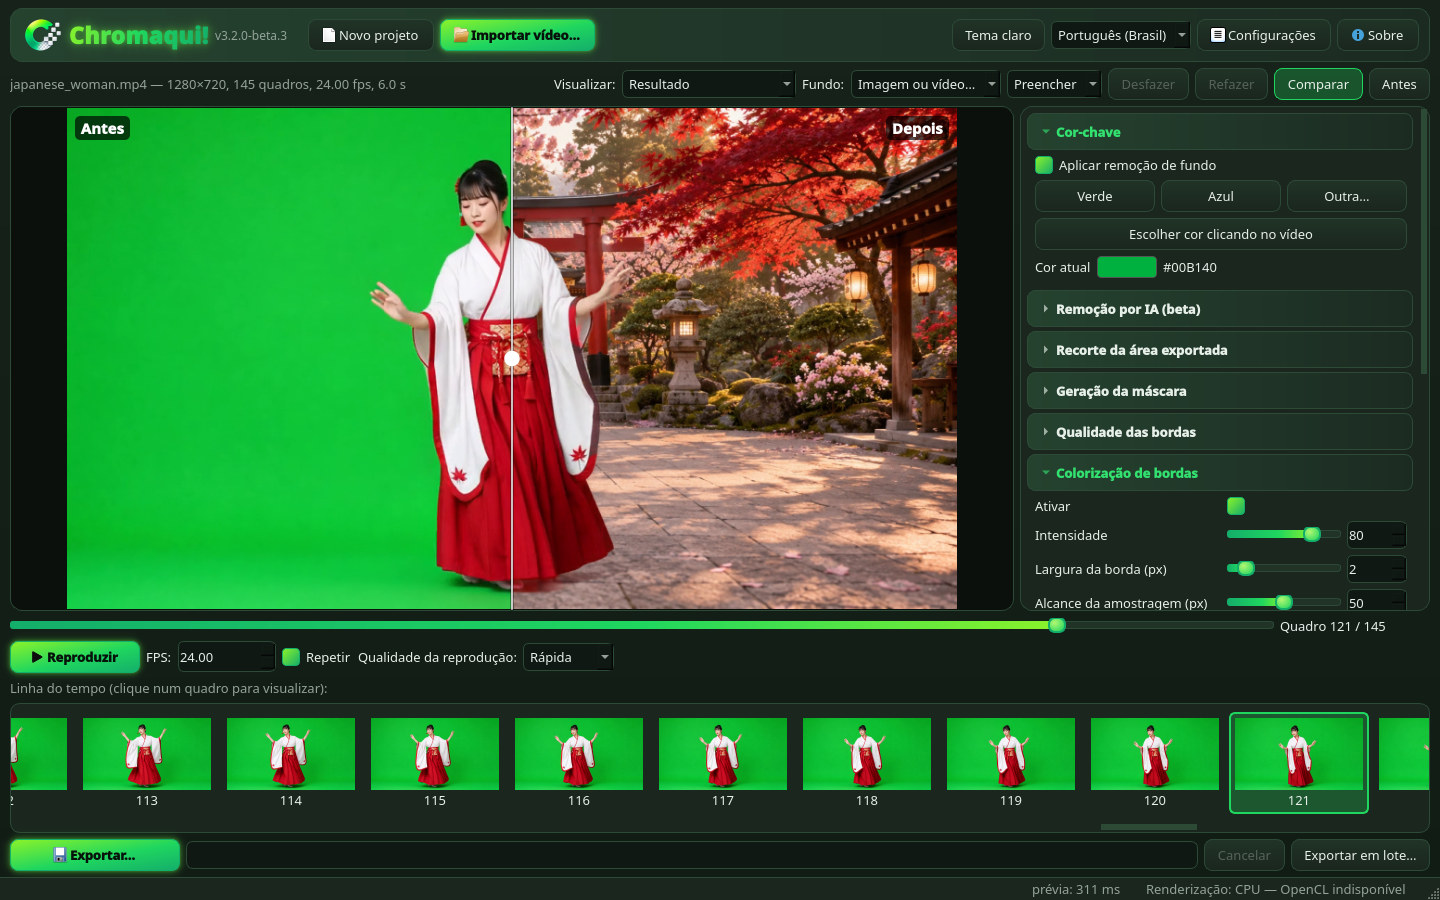 Chromaqui! v3.2.0-beta.3 Novo projeto Importar vídeo... Tema claro Português (Brasil) Configurações Sobre
japanese_woman.mp4 — 1280×720, 145 quadros, 24.00 fps, 6.0 s Visualizar: Resultado Fundo: Imagem ou vídeo... Preencher Desfazer Refazer Comparar Antes
Antes Depois
Cor-chave
Aplicar remoção de fundo
Verde Azul Outra...
Escolher cor clicando no vídeo
Cor atual #00B140
Remoção por IA (beta)
Recorte da área exportada
Geração da máscara
Qualidade das bordas
Colorização de bordas
Ativar
Intensidade 80
Largura da borda (px) 2
Alcance da amostragem (px) 50
Quadro 121 / 145
Reproduzir FPS: 24.00 Repetir Qualidade da reprodução: Rápida
Linha do tempo (clique num quadro para visualizar):
2 113 114 115 116 117 118 119 120 121
Exportar... Cancelar Exportar em lote...
prévia: 311 ms Renderização: CPU — OpenCL indisponível